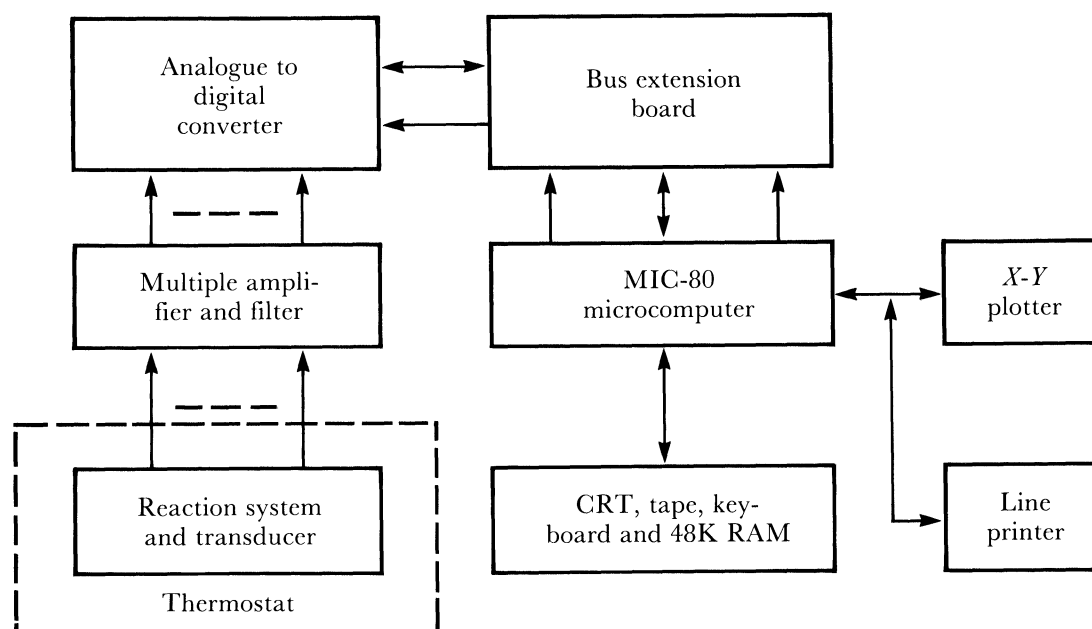 Analogue to
digital
converter
Bus extension
board
Multiple ampli-
fier and filter
MIC-80
microcomputer
X-Y
plotter
Reaction system
and transducer
CRT, tape, key-
board and 48K RAM
Line
printer
Thermostat